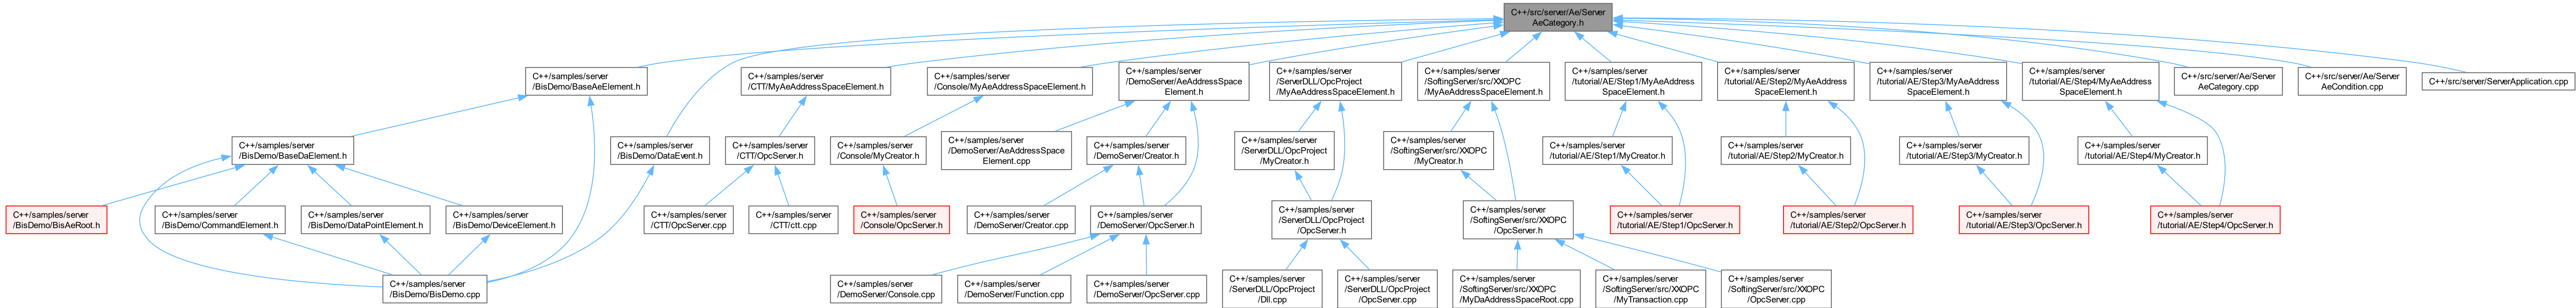 C++/src/server/Ae/Server
AeCategory.h
C++/samples/server
/BisDemo/BaseAeElement.h
C++/samples/server
/CTT/MyAeAddressSpaceElement.h
C++/samples/server
/Console/MyAeAddressSpaceElement.h
C++/samples/server
/DemoServer/AeAddressSpace
Element.h
C++/samples/server
/ServerDLL/OpcProject
/MyAeAddressSpaceElement.h
C++/samples/server
/SoftingServer/src/XXOPC
/MyAeAddressSpaceElement.h
C++/samples/server
/tutorial/AE/Step1/MyAeAddress
SpaceElement.h
C++/samples/server
/tutorial/AE/Step2/MyAeAddress
SpaceElement.h
C++/samples/server
/tutorial/AE/Step3/MyAeAddress
SpaceElement.h
C++/samples/server
/tutorial/AE/Step4/MyAeAddress
SpaceElement.h
C++/src/server/Ae/Server
AeCategory.cpp
C++/src/server/Ae/Server
AeCondition.cpp
C++/src/server/ServerApplication.cpp
C++/samples/server
/BisDemo/BaseDaElement.h
C++/samples/server
/BisDemo/DataEvent.h
C++/samples/server
/CTT/OpcServer.h
C++/samples/server
/Console/MyCreator.h
C++/samples/server
/DemoServer/AeAddressSpace
Element.cpp
C++/samples/server
/DemoServer/Creator.h
C++/samples/server
/ServerDLL/OpcProject
/MyCreator.h
C++/samples/server
/SoftingServer/src/XXOPC
/MyCreator.h
C++/samples/server
/tutorial/AE/Step1/MyCreator.h
C++/samples/server
/tutorial/AE/Step2/MyCreator.h
C++/samples/server
/tutorial/AE/Step3/MyCreator.h
C++/samples/server
/tutorial/AE/Step4/MyCreator.h
C++/samples/server
/BisDemo/BisAeRoot.h
C++/samples/server
/BisDemo/CommandElement.h
C++/samples/server
/BisDemo/DataPointElement.h
C++/samples/server
/BisDemo/DeviceElement.h
C++/samples/server
/CTT/OpcServer.cpp
C++/samples/server
/CTT/ctt.cpp
C++/samples/server
/Console/OpcServer.h
C++/samples/server
/DemoServer/Creator.cpp
C++/samples/server
/DemoServer/OpcServer.h
C++/samples/server
/ServerDLL/OpcProject
/OpcServer.h
C++/samples/server
/SoftingServer/src/XXOPC
/OpcServer.h
C++/samples/server
/tutorial/AE/Step1/OpcServer.h
C++/samples/server
/tutorial/AE/Step2/OpcServer.h
C++/samples/server
/tutorial/AE/Step3/OpcServer.h
C++/samples/server
/tutorial/AE/Step4/OpcServer.h
C++/samples/server
/BisDemo/BisDemo.cpp
C++/samples/server
/DemoServer/Console.cpp
C++/samples/server
/DemoServer/Function.cpp
C++/samples/server
/DemoServer/OpcServer.cpp
C++/samples/server
/ServerDLL/OpcProject
/Dll.cpp
C++/samples/server
/ServerDLL/OpcProject
/OpcServer.cpp
C++/samples/server
/SoftingServer/src/XXOPC
/MyDaAddressSpaceRoot.cpp
C++/samples/server
/SoftingServer/src/XXOPC
/MyTransaction.cpp
C++/samples/server
/SoftingServer/src/XXOPC
/OpcServer.cpp